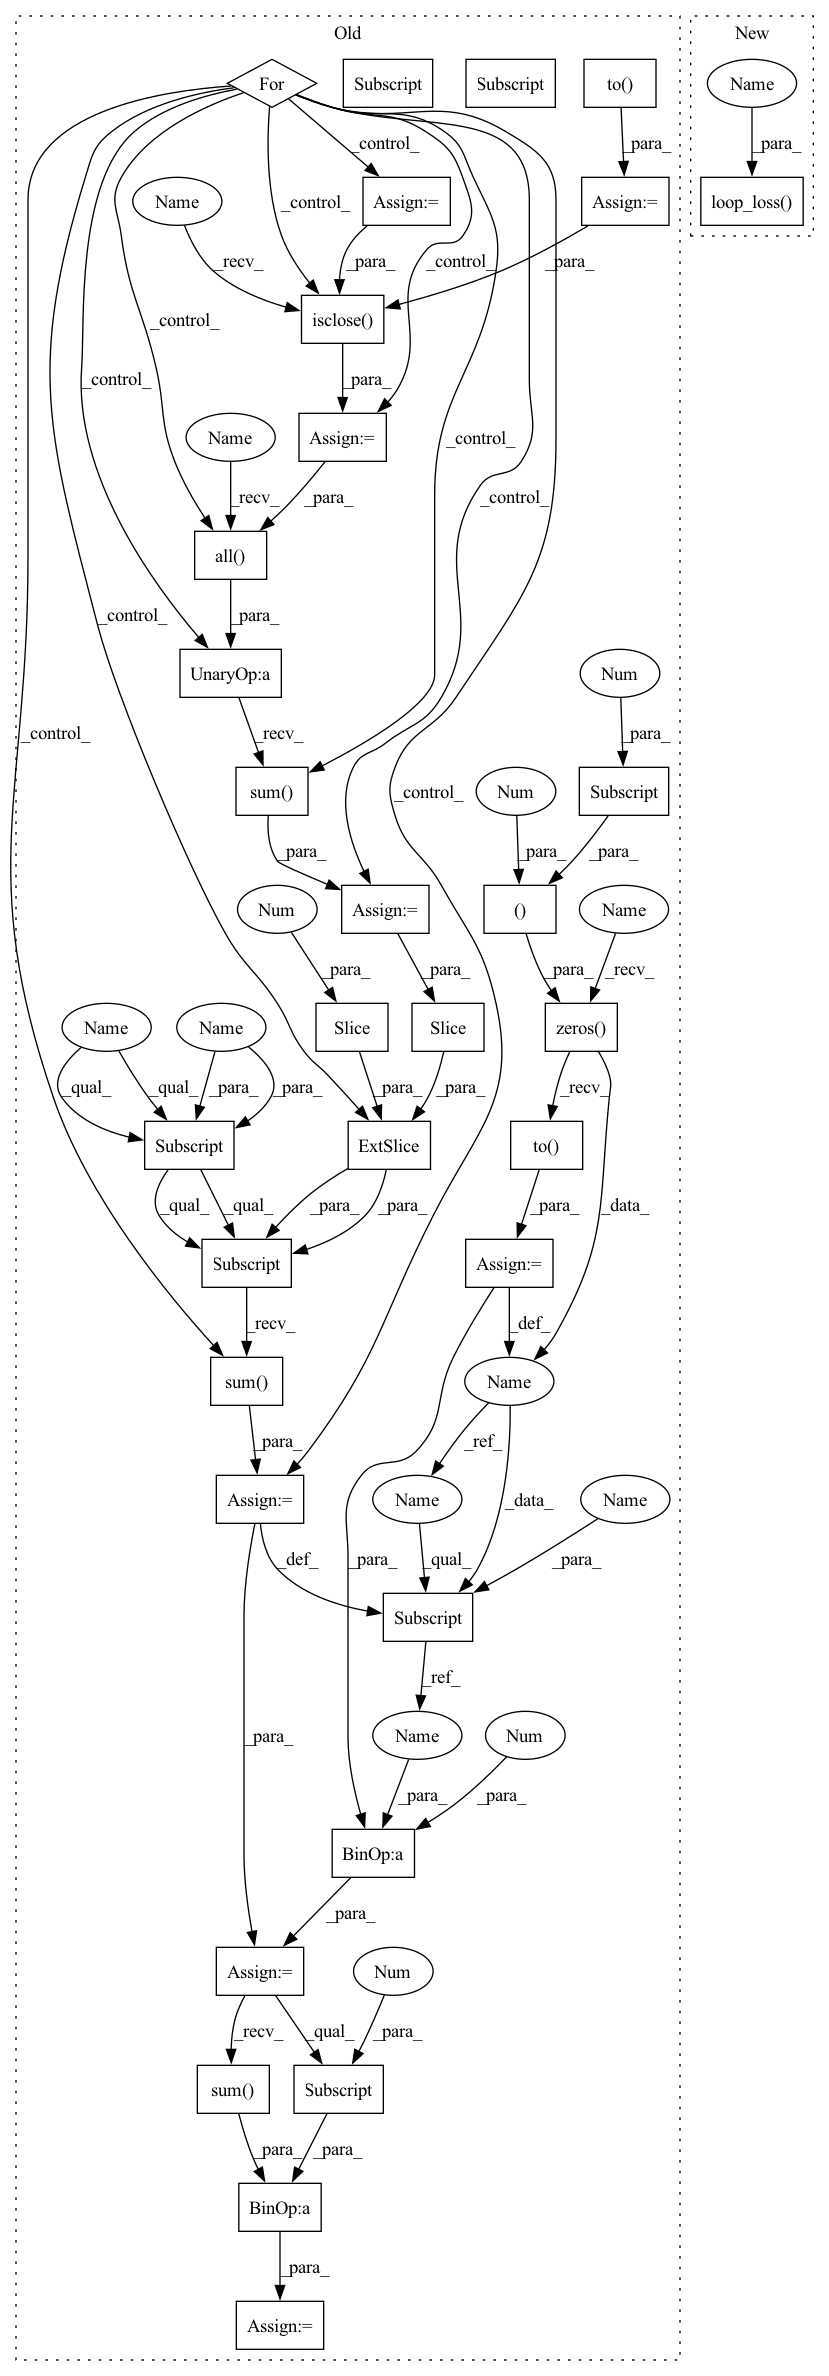 Old
New
For
Subscript
Subscript
to()
Name
_control_
_para_
_para_
Name
Assign:=
Assign:=
loop_loss()
_control_
_recv_
_para_
_control_
_para_
_control_
isclose()
_control_
_para_
Name
Assign:=
_control_
_recv_
_para_
_control_
all()
_control_
_para_
UnaryOp:a
Num
_control_
_recv_
_para_
sum()
Num
Subscript
_control_
_para_
_para_
_para_
Num
Assign:=
()
Name
_para_
_para_
_para_
_recv_
Name
Name
Slice
Slice
zeros()
_qual_
_qual_
_para_
_para_
_para_
_para_
_recv_
Subscript
ExtSlice
to()
_qual_
_qual_
_para_
_para_
_para_
_data_
Subscript
Assign:=
_recv_
_def_
sum()
Name
_para_
_ref_
Assign:=
Name
_data_
Name
_def_
_para_
_qual_
_para_
Subscript
_ref_
_para_
Name
Num
_para_
_para_
BinOp:a
_para_
Assign:=
Num
_recv_
_qual_
_para_
sum()
Subscript
_para_
_para_
BinOp:a
_para_
Assign:=